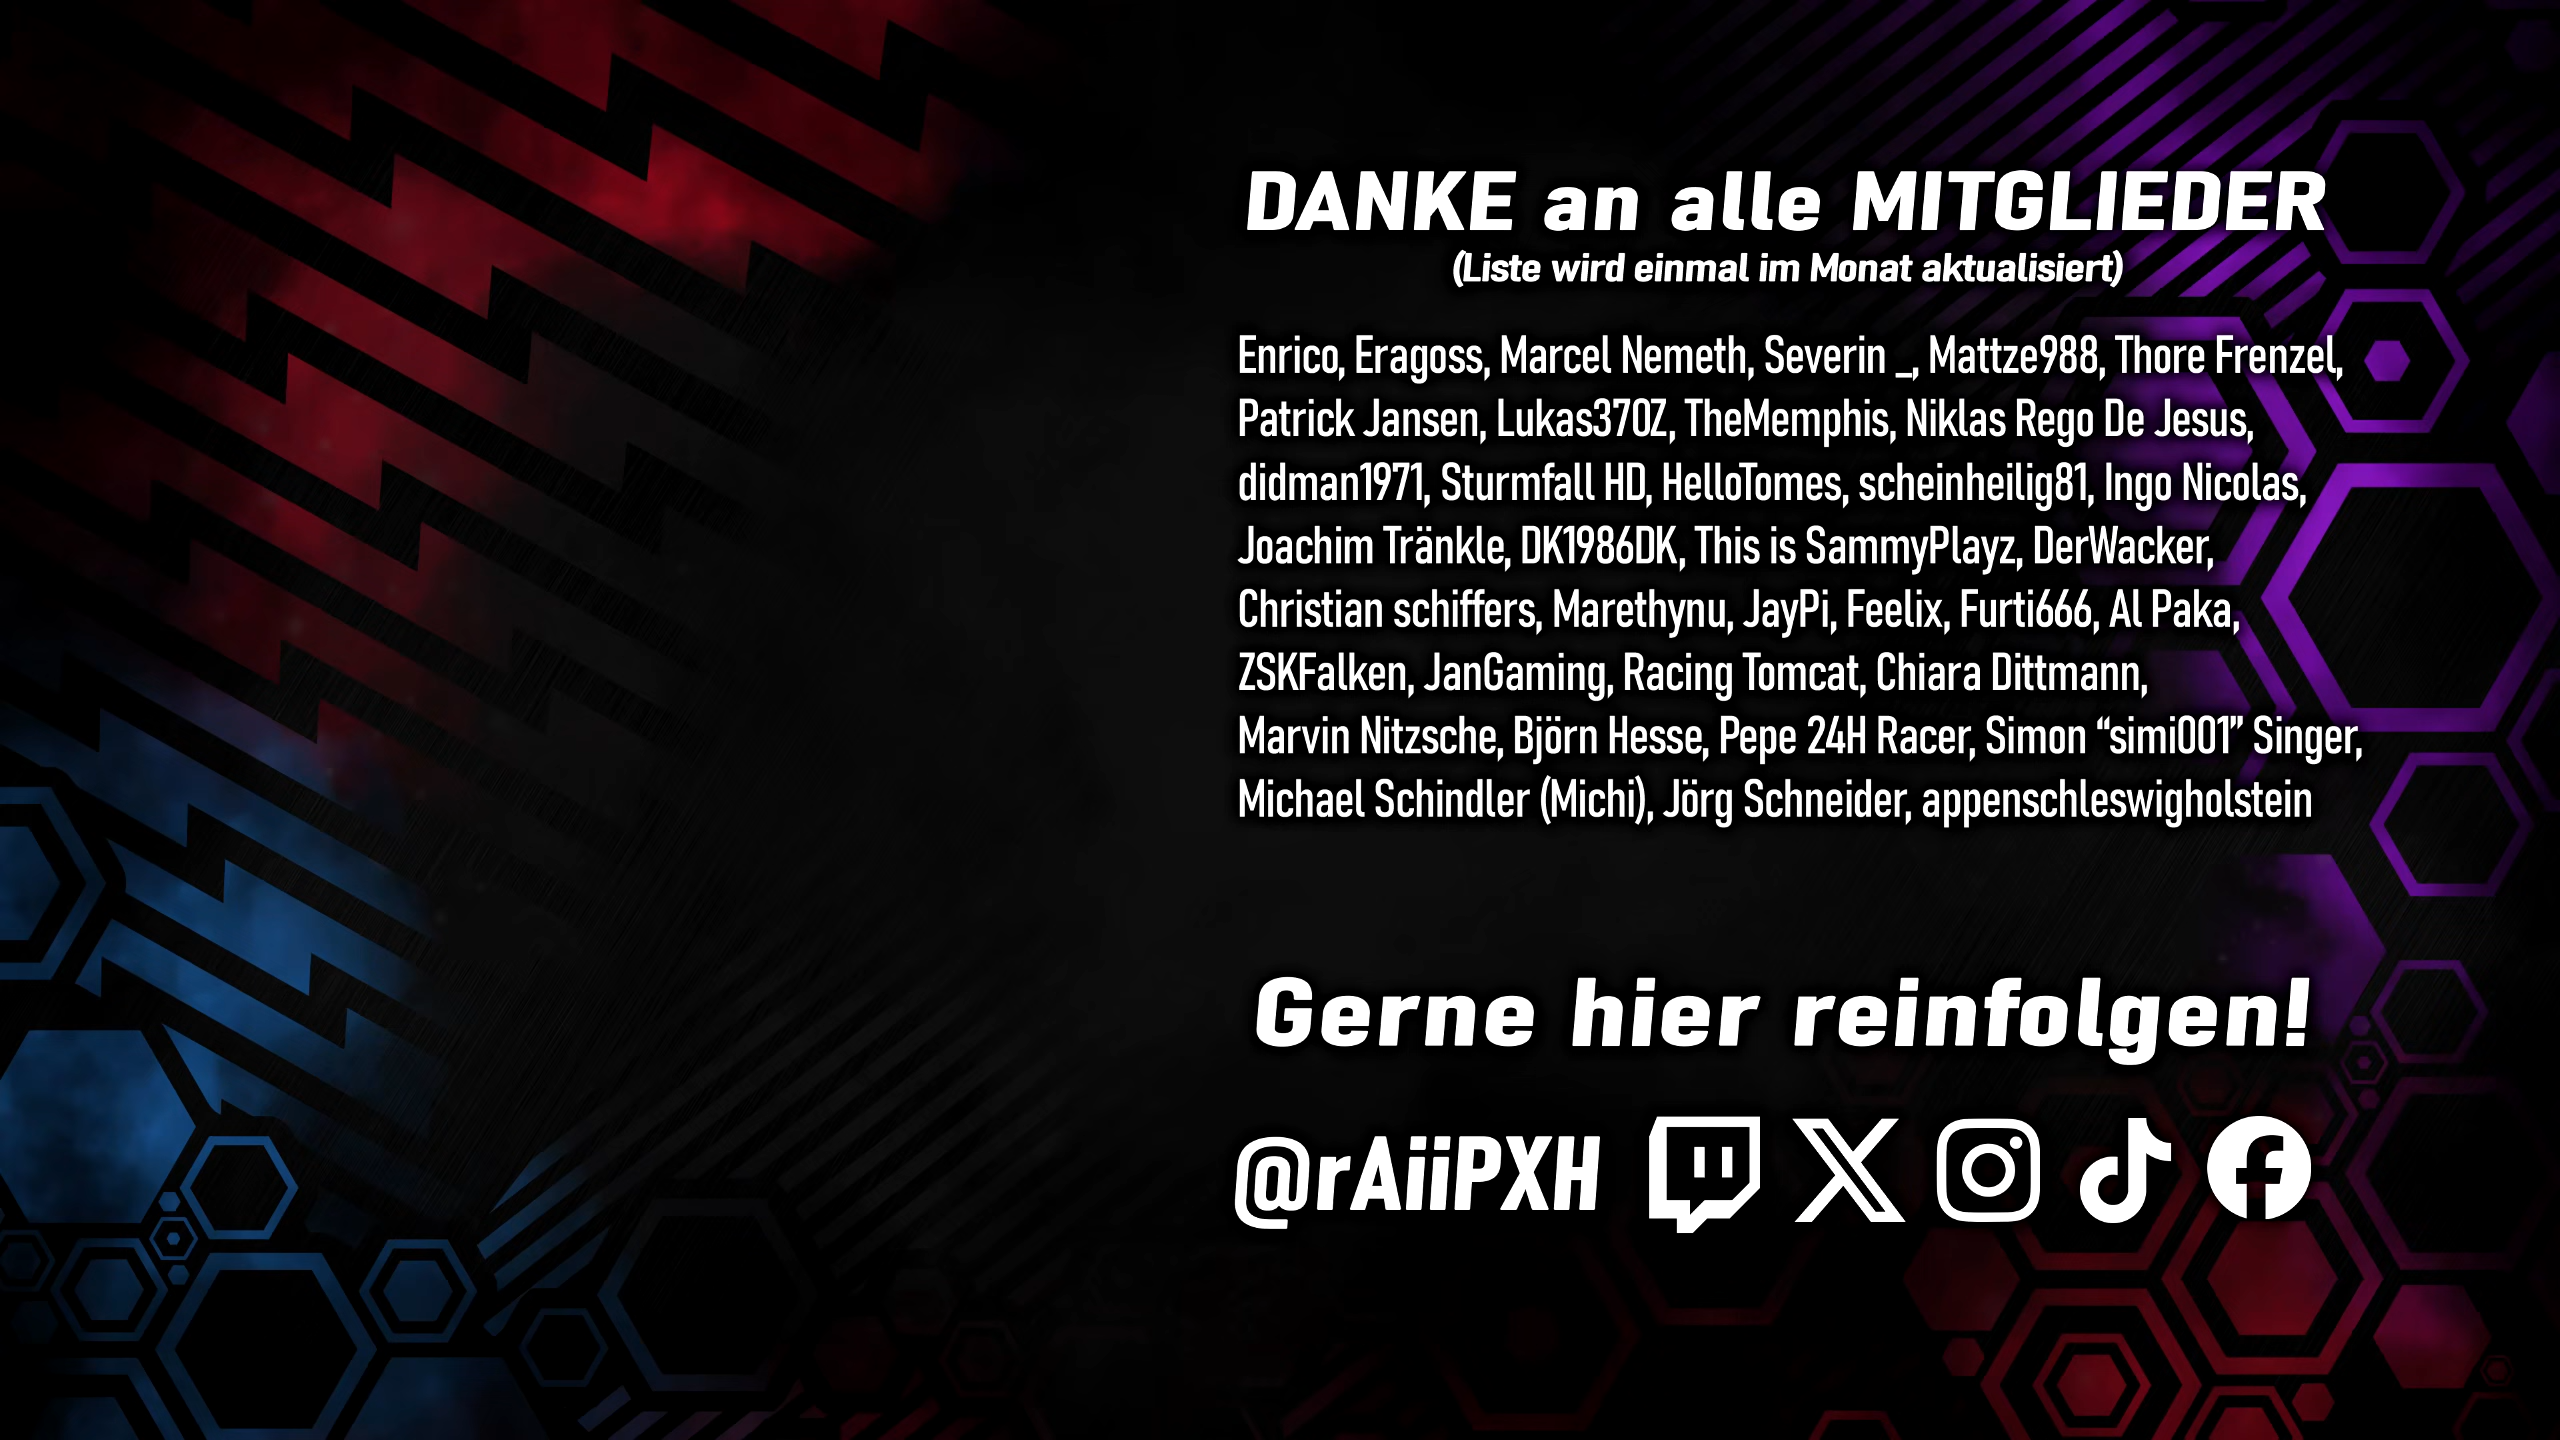 DANKE an alle MITGLIEDER
(Liste wird einmal im Monat aktualisiert)
Enrico, Eragoss, Marcel Nemeth, Severin _, Mattze988, Thore Frenzel,
Patrick Jansen, Lukas370Z, TheMemphis, Niklas Rego De Jesus,
didman1971, Sturmfall HD, HelloTomes, scheinheilig81, Ingo Nicolas,
Joachim Tränkle, DK1986DK, This is SammyPlayz, DerWacker,
Christian schiffers, Marethynu, JayPi, Feelix, Furti666, Al Paka,
ZSKFalken, JanGaming, Racing Tomcat, Chiara Dittmann,
Marvin Nitzsche, Björn Hesse, Pepe 24H Racer, Simon “simi001” Singer,
Michael Schindler (Michi), Jörg Schneider, appenschleswigholstein
Gerne hier reinfolgen!
@rAiiPXH